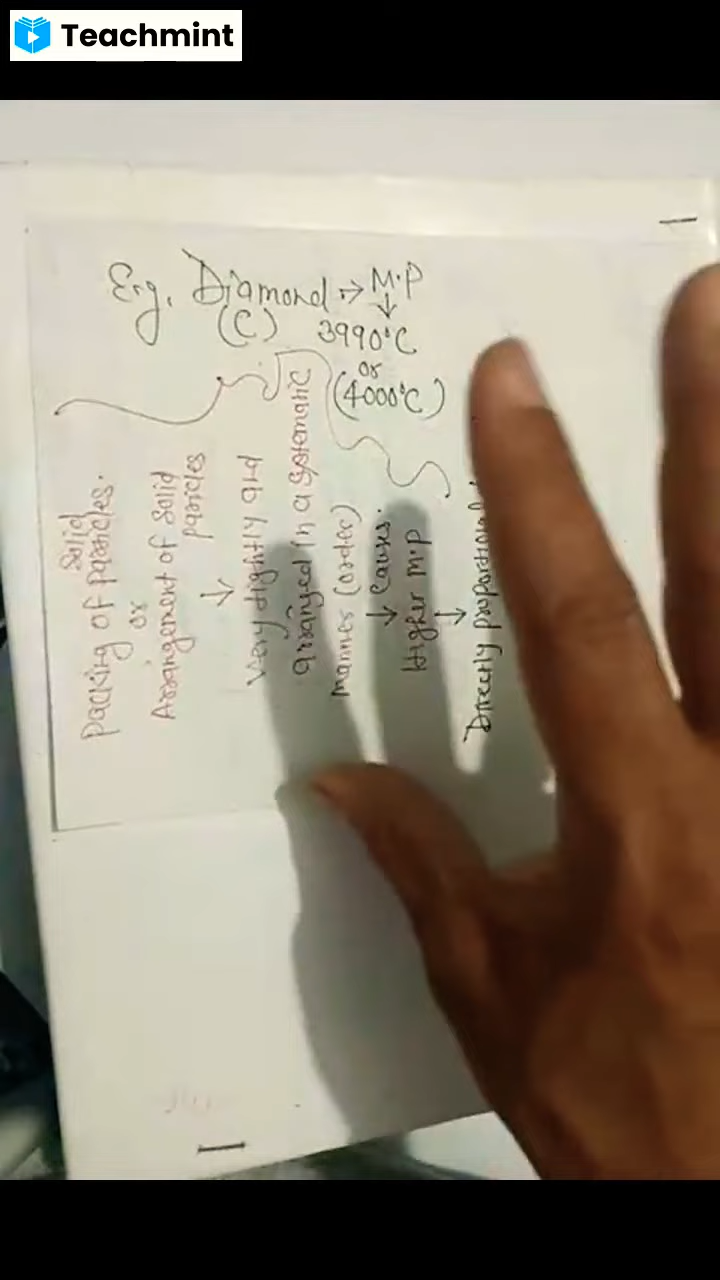 Teachmint
E.g. Diamond → M.P
↓
(C) 3990°C
or
(4000°C)
Solid
Packing of Particles.
or
Arrangement of Solid
Particles
↓
Very tightly and
arranged in a systematic
manner (order)
↓ Causes.
Higher M.P
↓
Directly proportional